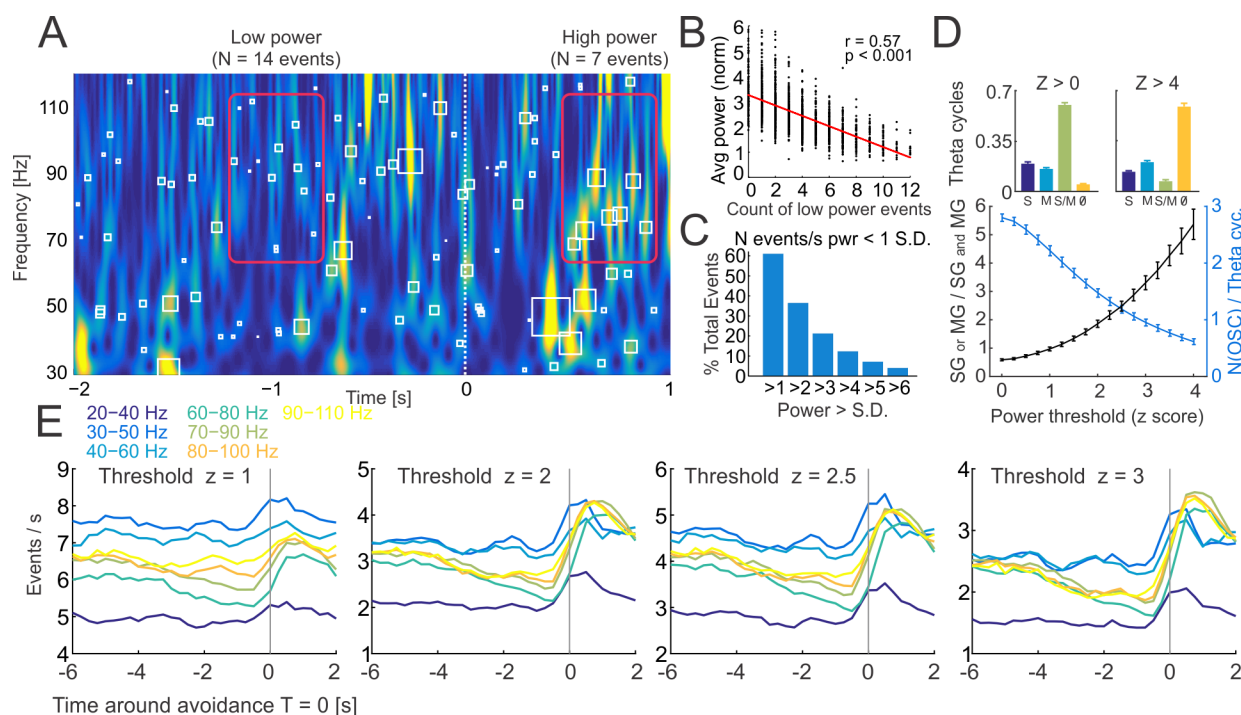 A
Low power
(N = 14 events)
High power
(N = 7 events)
Frequency [Hz]
110
90
70
50
30
−2
−1
0
1
Time [s]
B
r = 0.57
p < 0.001
Avg power (norm)
6
5
4
3
2
1
0
0 2 4 6 8 10 12
Count of low power events
C
N events/s pwr < 1 S.D.
% Total Events
60
50
40
30
20
10
0
>1 >2 >3 >4 >5 >6
Power > S.D.
D
Z > 0
Z > 4
Theta cycles
0.7
0.35
0
S M S/M Ø
S M S/M Ø
SG or MG / SG and MG
6
5
4
3
2
1
0
N(OSC) / Theta cyc.
3
2
1
0
0 1 2 3 4
Power threshold (z score)
E
20−40 Hz
30−50 Hz
40−60 Hz
60−80 Hz
70−90 Hz
80−100 Hz
90−110 Hz
Threshold z = 1
Events / s
9
8
7
6
5
4
-6 -4 -2 0 2
Threshold z = 2
5
4
3
2
1
-6 -4 -2 0 2
Threshold z = 2.5
6
5
4
3
2
-6 -4 -2 0 2
Threshold z = 3
4
3
2
1
-6 -4 -2 0 2
Time around avoidance T = 0 [s]